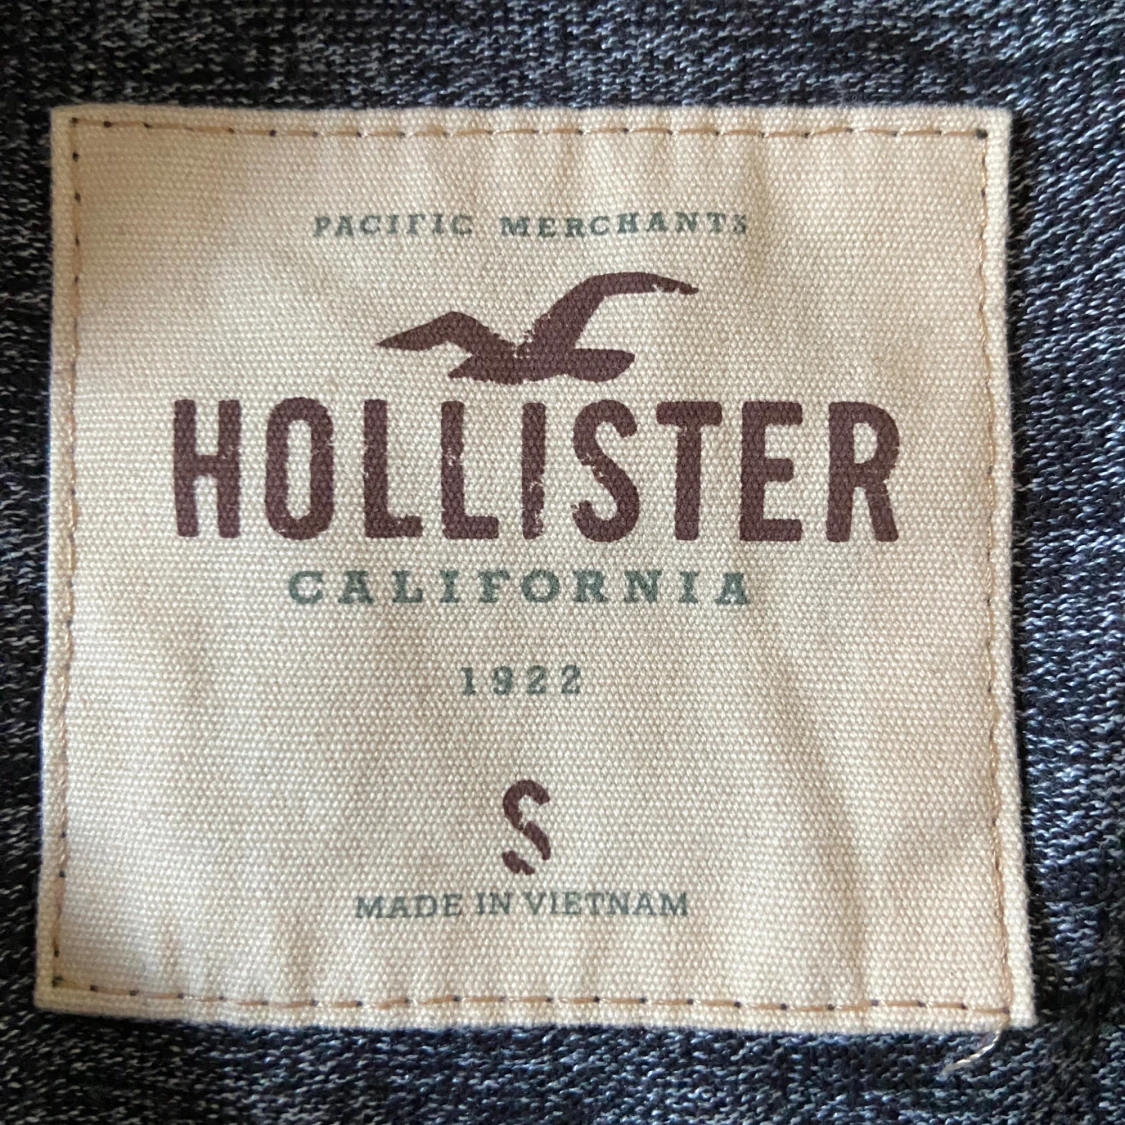 PACIFIC MERCHANTS
HOLLISTER
CALIFORNIA
1922
S
MADE IN VIETNAM